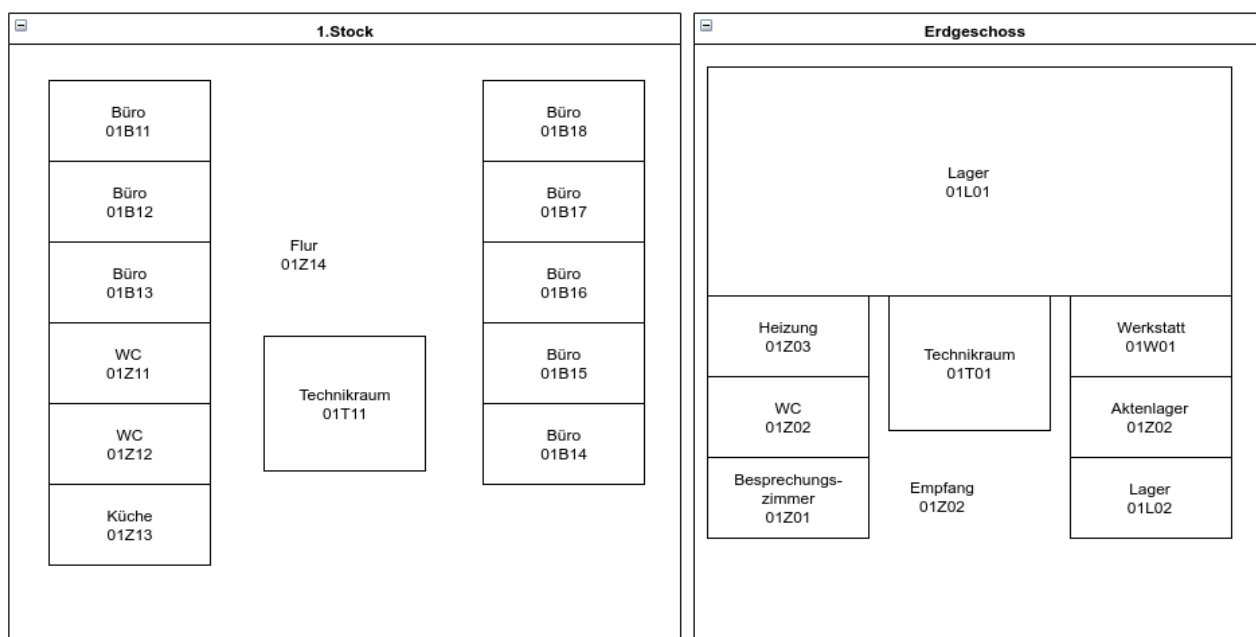 1.Stock
Büro
01B11
Büro
01B12
Büro
01B13
WC
01Z11
WC
01Z12
Küche
01Z13
Flur
01Z14
Technikraum
01T11
Büro
01B18
Büro
01B17
Büro
01B16
Büro
01B15
Büro
01B14
Erdgeschoss
Lager
01L01
Heizung
01Z03
WC
01Z02
Besprechungs-
zimmer
01Z01
Technikraum
01T01
Empfang
01Z02
Werkstatt
01W01
Aktenlager
01Z02
Lager
01L02